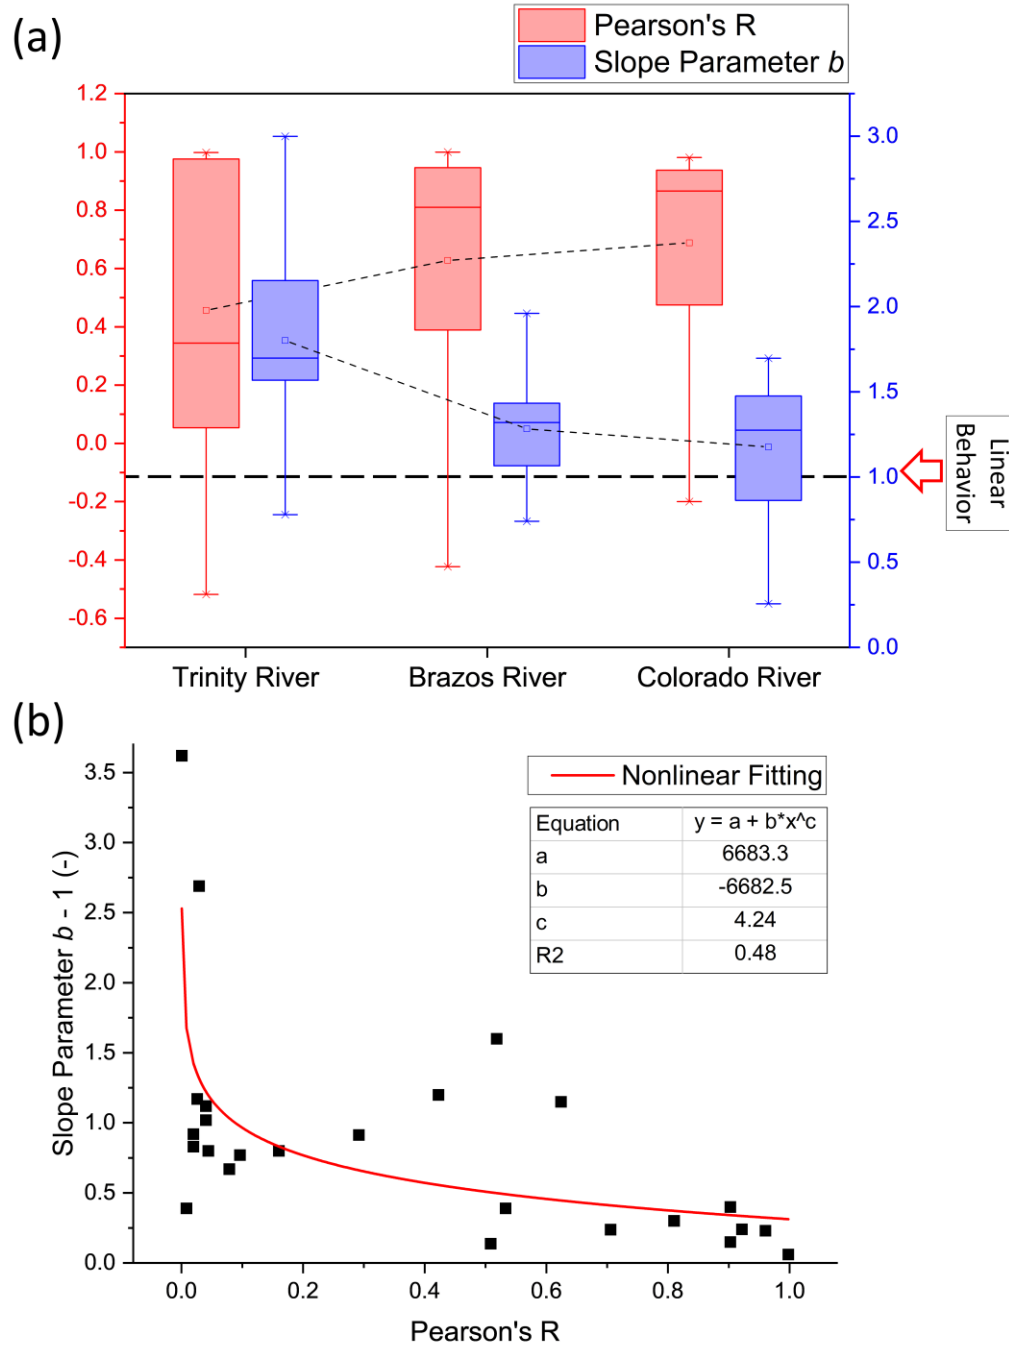 (a)
Pearson's R
Slope Parameter b
1.2
1.0
0.8
0.6
0.4
0.2
0.0
-0.2
-0.4
-0.6
3.0
2.5
2.0
1.5
1.0
0.5
0.0
Linear
Behavior
Trinity River
Brazos River
Colorado River
(b)
Nonlinear Fitting
Equation y = a + b*x^c
a 6683.3
b -6682.5
c 4.24
R2 0.48
Slope Parameter b - 1 (-)
3.5
3.0
2.5
2.0
1.5
1.0
0.5
0.0
0.0 0.2 0.4 0.6 0.8 1.0
Pearson's R